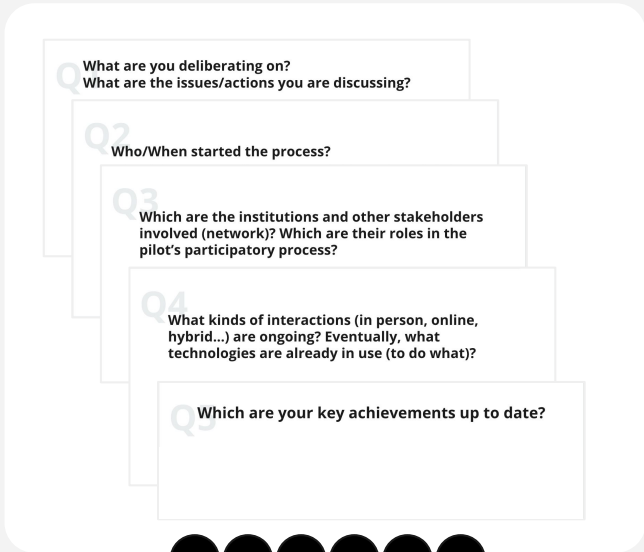 Q1
What are you deliberating on?
What are the issues/actions you are discussing?
Q2
Who/When started the process?
Q3
Which are the institutions and other stakeholders
involved (network)? Which are their roles in the
pilot’s participatory process?
Q4
What kinds of interactions (in person, online,
hybrid...) are ongoing? Eventually, what
technologies are already in use (to do what)?
Q5
Which are your key achievements up to date?